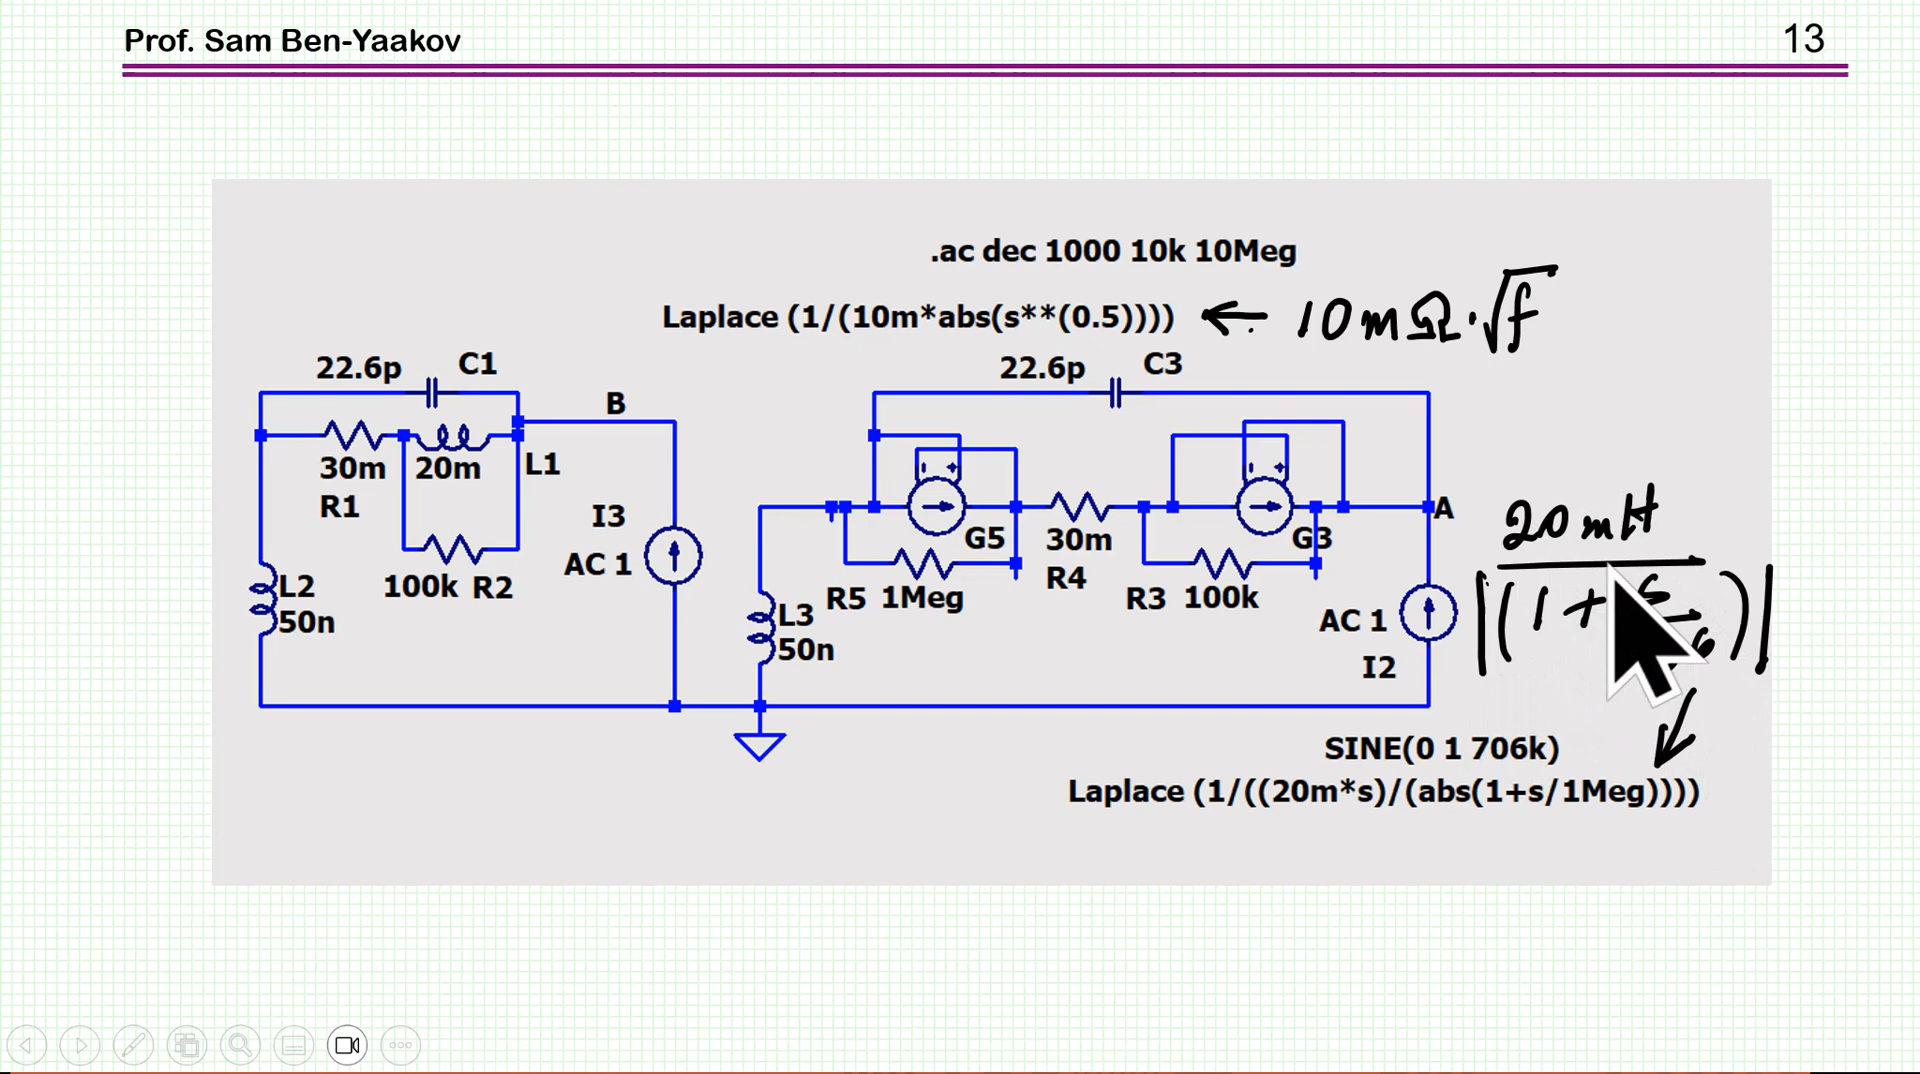 Prof. Sam Ben-Yaakov
13
.ac dec 1000 10k 10Meg
Laplace (1/(10m*abs(s**(0.5)))) ← 10mΩ·√f
22.6p C1
B
30m 20m L1
R1
I3
AC 1
100k R2
L2
50n
22.6p C3
G5
30m
R4
G3
A
R5 1Meg
R3 100k
L3
50n
AC 1
I2
20mH
|(1+
)|
SINE(0 1 706k)
Laplace (1/((20m*s)/(abs(1+s/1Meg))))